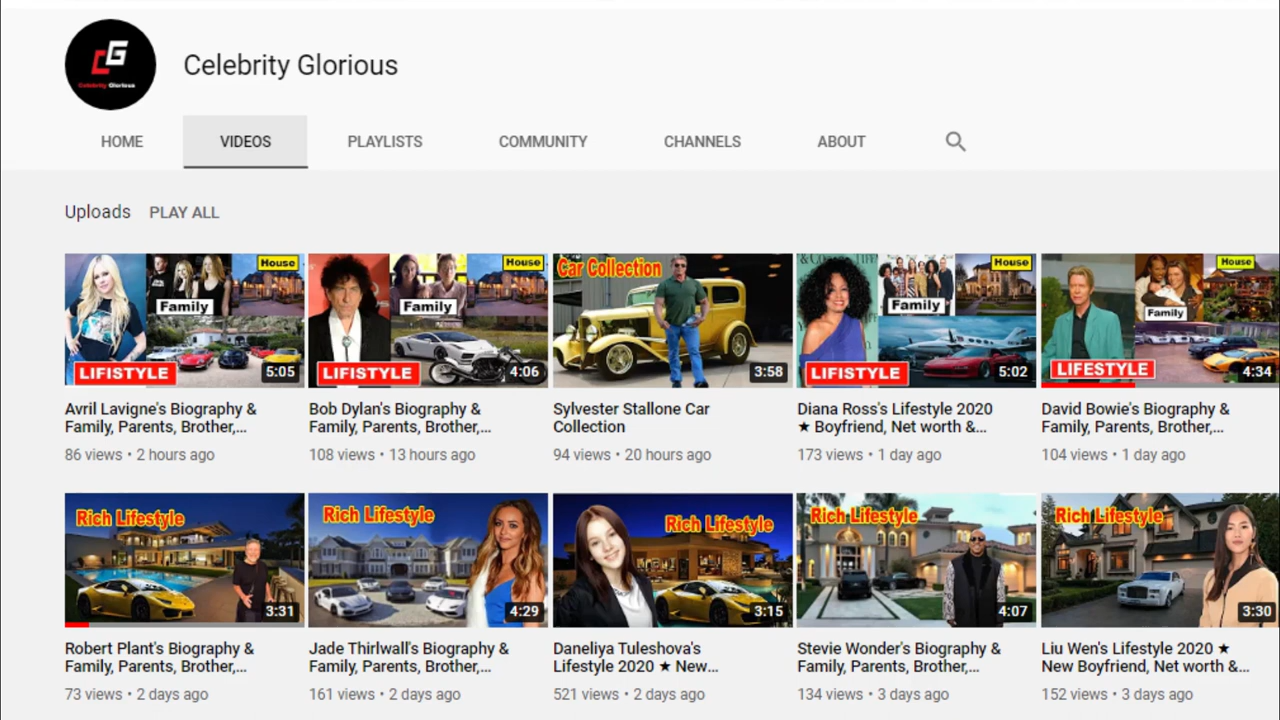 CG
Celebrity Glorious
Celebrity Glorious
HOME
VIDEOS
PLAYLISTS
COMMUNITY
CHANNELS
ABOUT
Uploads
PLAY ALL
House
Family
LIFISTYLE
5:05
House
Family
LIFISTYLE
4:06
Car Collection
3:58
House
Family
LIFISTYLE
5:02
House
Family
LIFESTYLE
4:34
Avril Lavigne's Biography &
Family, Parents, Brother,...
86 views • 2 hours ago
Bob Dylan's Biography &
Family, Parents, Brother,...
108 views • 13 hours ago
Sylvester Stallone Car
Collection
94 views • 20 hours ago
Diana Ross's Lifestyle 2020
★ Boyfriend, Net worth &...
173 views • 1 day ago
David Bowie's Biography &
Family, Parents, Brother,...
104 views • 1 day ago
Rich Lifestyle
3:31
Rich Lifestyle
4:29
Rich Lifestyle
3:15
Rich Lifestyle
4:07
Rich Lifestyle
3:30
Robert Plant's Biography &
Family, Parents, Brother,...
73 views • 2 days ago
Jade Thirlwall's Biography &
Family, Parents, Brother,...
161 views • 2 days ago
Daneliya Tuleshova's
Lifestyle 2020 ★ New...
521 views • 2 days ago
Stevie Wonder's Biography &
Family, Parents, Brother,...
134 views • 3 days ago
Liu Wen's Lifestyle 2020 ★
New Boyfriend, Net worth &...
152 views • 3 days ago